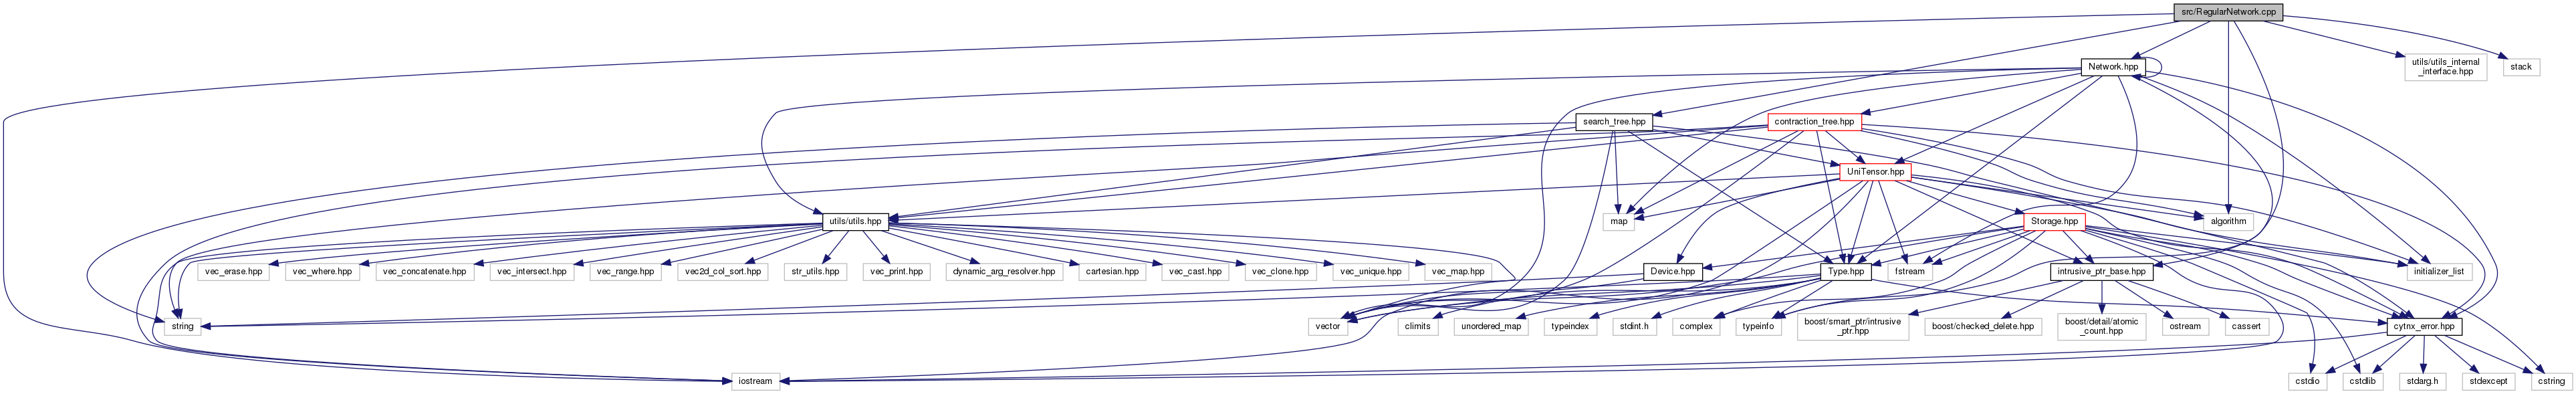 src/RegularNetwork.cpp
Network.hpp
utils/utils_internal
_interface.hpp
stack
search_tree.hpp
contraction_tree.hpp
UniTensor.hpp
utils/utils.hpp
map
Storage.hpp
algorithm
vec_erase.hpp
vec_where.hpp
vec_concatenate.hpp
vec_intersect.hpp
vec_range.hpp
vec2d_col_sort.hpp
str_utils.hpp
vec_print.hpp
dynamic_arg_resolver.hpp
cartesian.hpp
vec_cast.hpp
vec_clone.hpp
vec_unique.hpp
vec_map.hpp
Device.hpp
Type.hpp
fstream
intrusive_ptr_base.hpp
initializer_list
string
vector
climits
unordered_map
typeindex
stdint.h
complex
typeinfo
boost/smart_ptr/intrusive
_ptr.hpp
boost/checked_delete.hpp
boost/detail/atomic
_count.hpp
ostream
cassert
cytnx_error.hpp
iostream
cstdio
cstdlib
stdarg.h
stdexcept
cstring